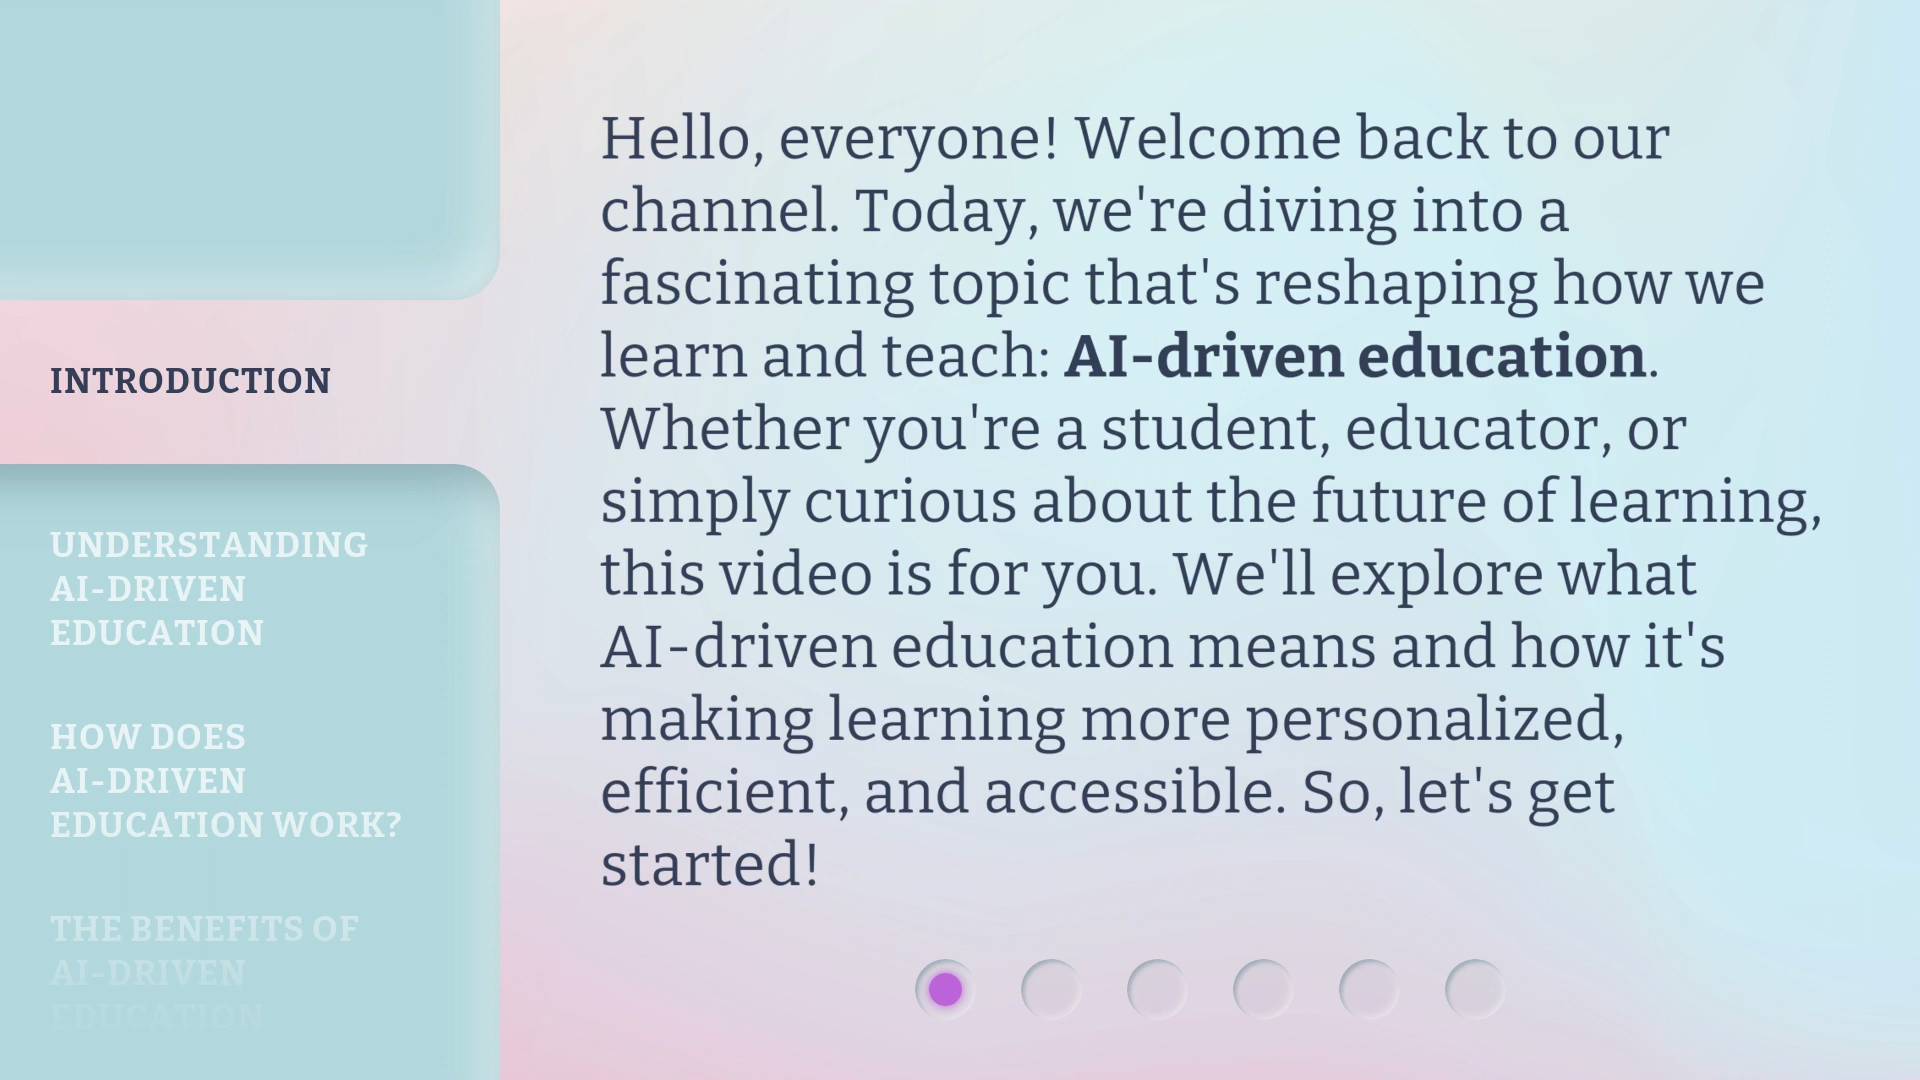 INTRODUCTION
UNDERSTANDING
AI-DRIVEN
EDUCATION
HOW DOES
AI-DRIVEN
EDUCATION WORK?
THE BENEFITS OF
AI-DRIVEN
EDUCATION
Hello, everyone! Welcome back to our
channel. Today, we're diving into a
fascinating topic that's reshaping how we
learn and teach: AI-driven education.
Whether you're a student, educator, or
simply curious about the future of learning,
this video is for you. We'll explore what
AI-driven education means and how it's
making learning more personalized,
efficient, and accessible. So, let's get
started!